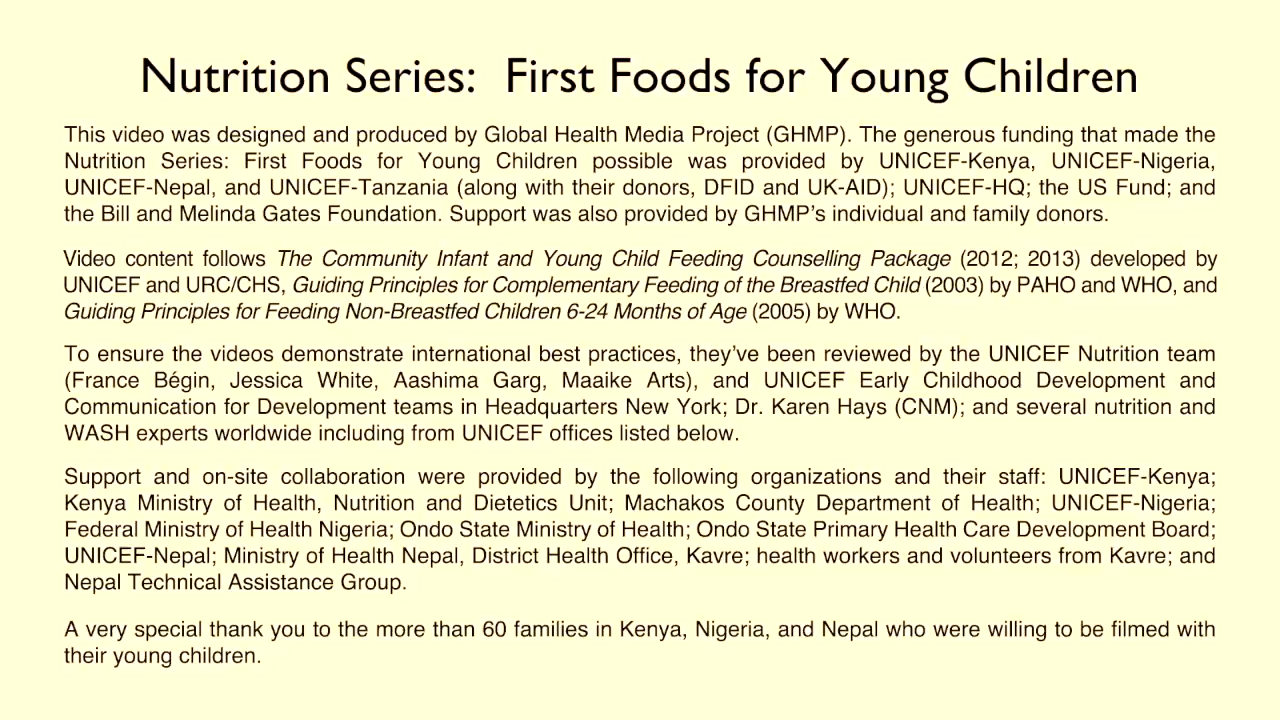 Nutrition Series: First Foods for Young Children
This video was designed and produced by Global Health Media Project (GHMP). The generous funding that made the
Nutrition Series: First Foods for Young Children possible was provided by UNICEF-Kenya, UNICEF-Nigeria,
UNICEF-Nepal, and UNICEF-Tanzania (along with their donors, DFID and UK-AID); UNICEF-HQ; the US Fund; and
the Bill and Melinda Gates Foundation. Support was also provided by GHMP’s individual and family donors.
Video content follows The Community Infant and Young Child Feeding Counselling Package (2012; 2013) developed by
UNICEF and URC/CHS, Guiding Principles for Complementary Feeding of the Breastfed Child (2003) by PAHO and WHO, and
Guiding Principles for Feeding Non-Breastfed Children 6-24 Months of Age (2005) by WHO.
To ensure the videos demonstrate international best practices, they’ve been reviewed by the UNICEF Nutrition team
(France Bégin, Jessica White, Aashima Garg, Maaike Arts), and UNICEF Early Childhood Development and
Communication for Development teams in Headquarters New York; Dr. Karen Hays (CNM); and several nutrition and
WASH experts worldwide including from UNICEF offices listed below.
Support and on-site collaboration were provided by the following organizations and their staff: UNICEF-Kenya;
Kenya Ministry of Health, Nutrition and Dietetics Unit; Machakos County Department of Health; UNICEF-Nigeria;
Federal Ministry of Health Nigeria; Ondo State Ministry of Health; Ondo State Primary Health Care Development Board;
UNICEF-Nepal; Ministry of Health Nepal, District Health Office, Kavre; health workers and volunteers from Kavre; and
Nepal Technical Assistance Group.
A very special thank you to the more than 60 families in Kenya, Nigeria, and Nepal who were willing to be filmed with
their young children.